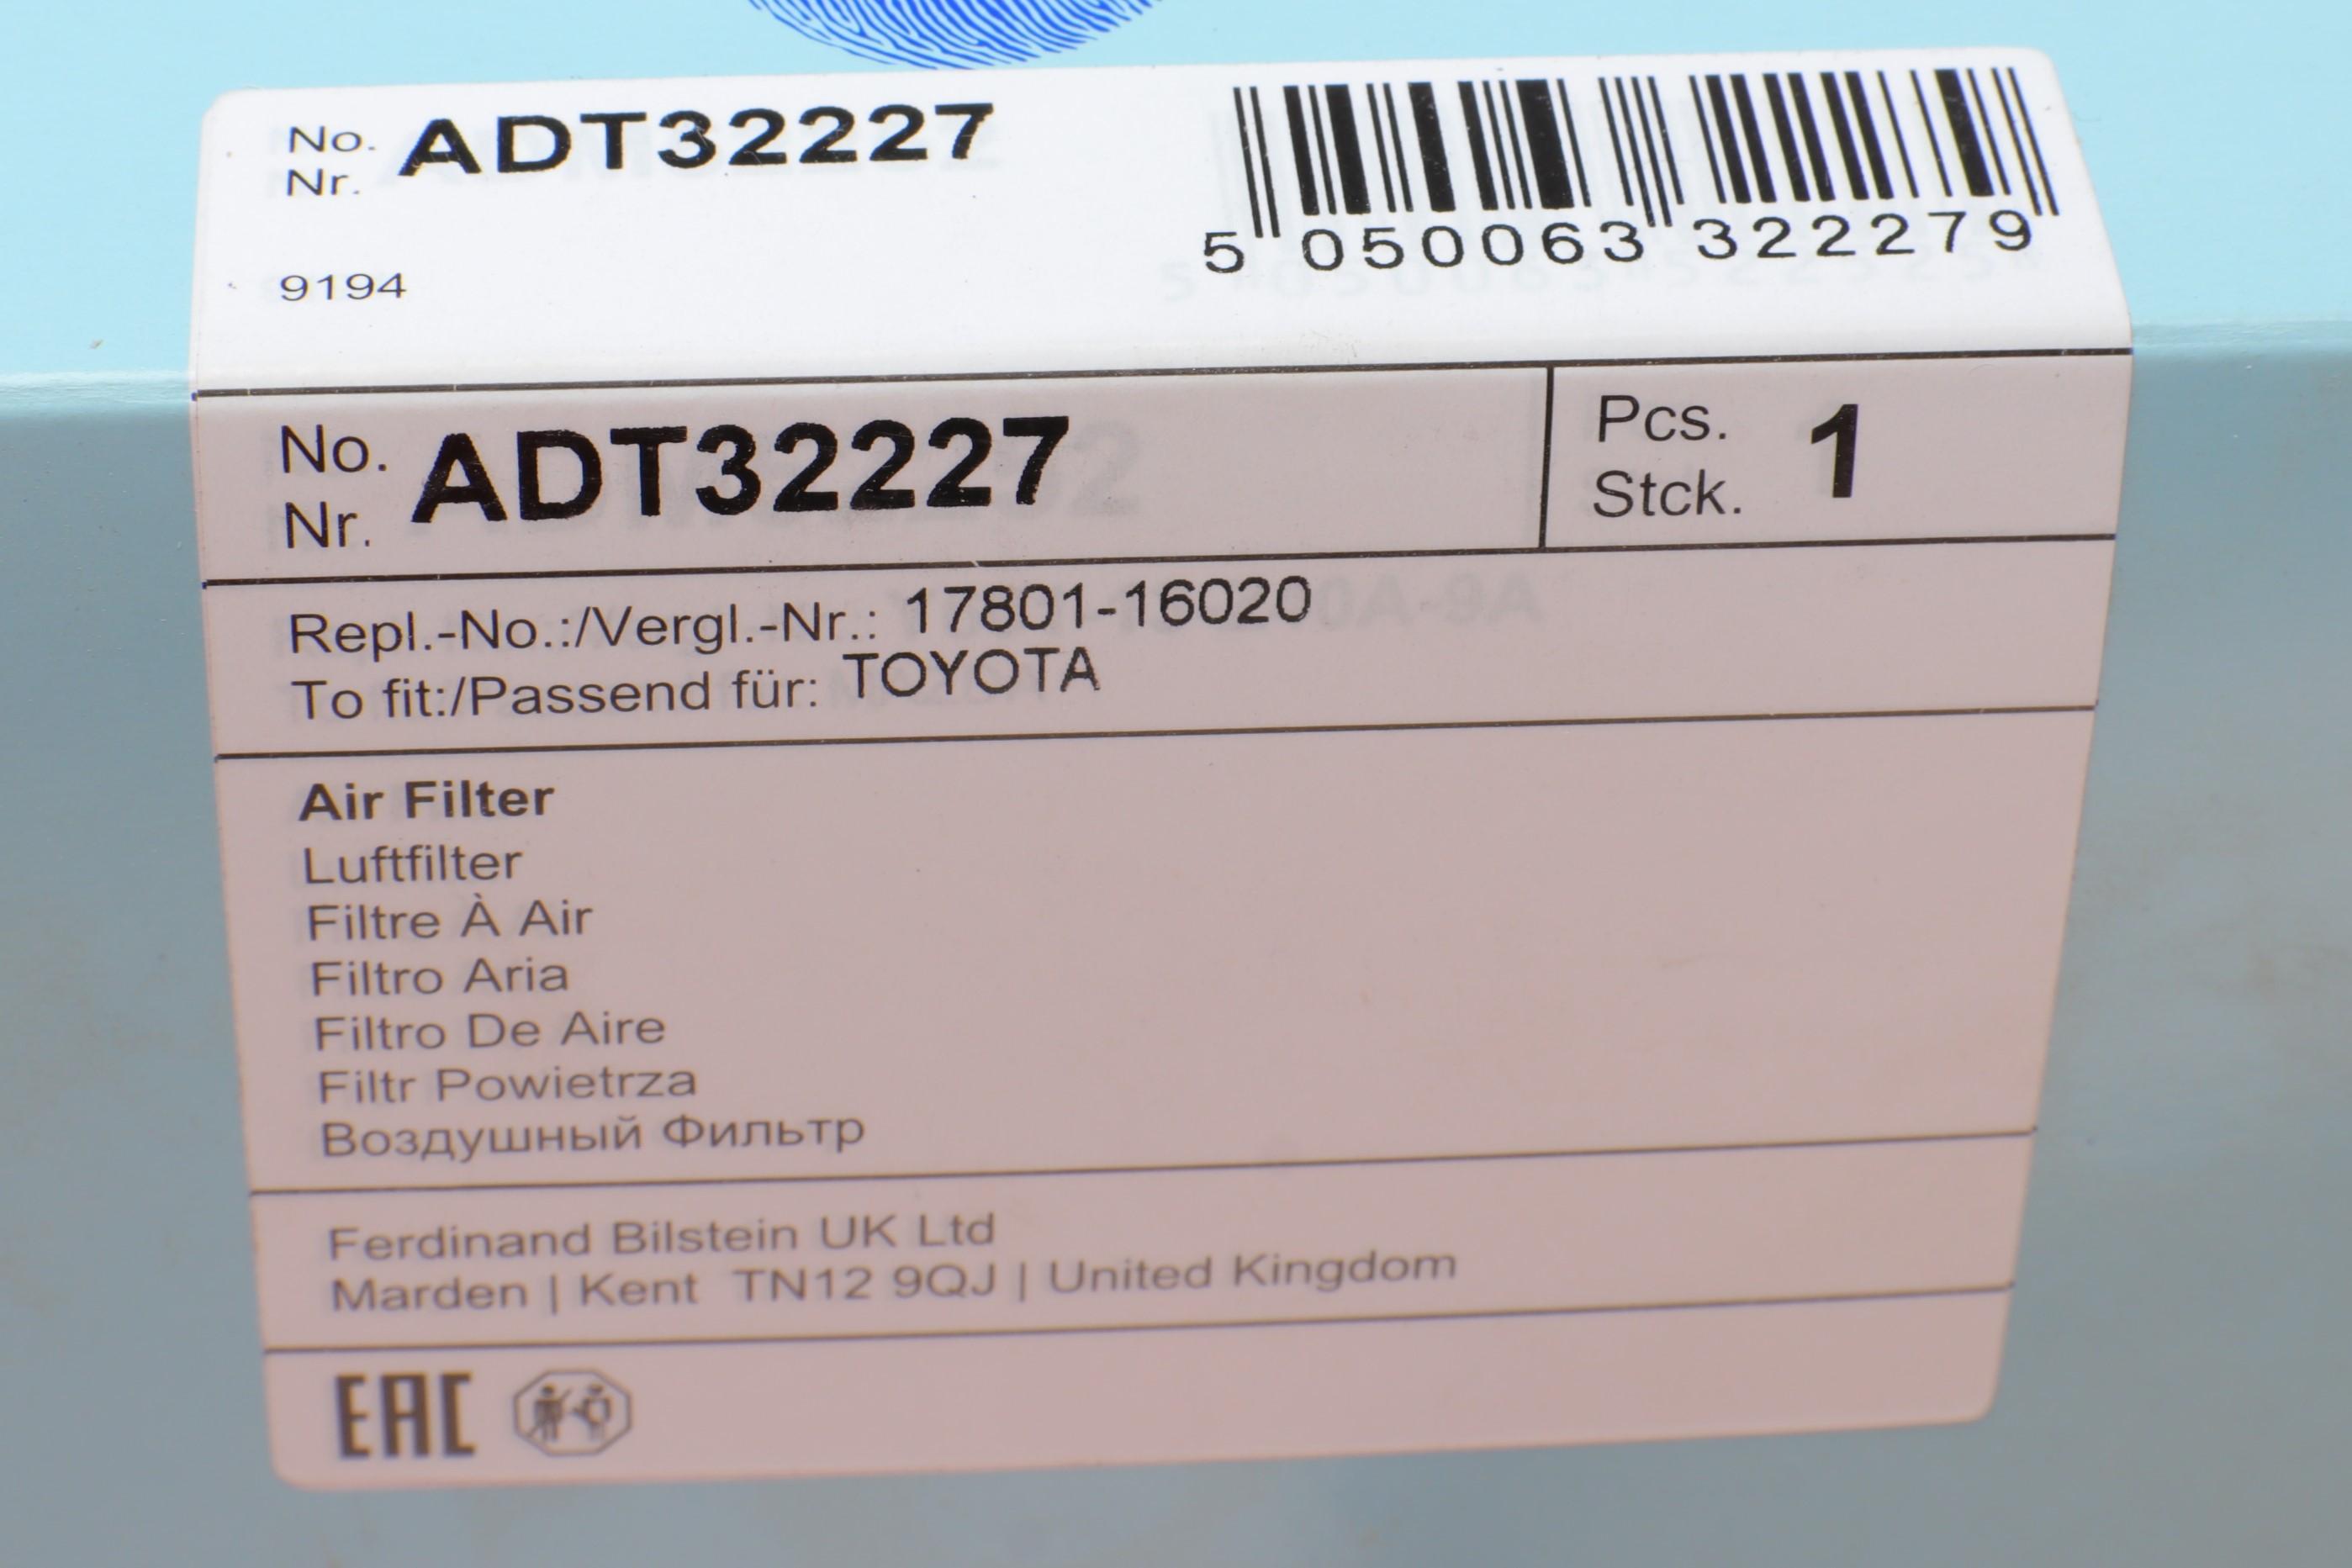 No. ADT32227
Nr.
5 050063 322279
9194
No. ADT32227
Nr.
Pcs. 1
Stck.
Repl.-No.:/Vergl.-Nr.: 17801-16020
To fit:/Passend für: TOYOTA
Air Filter
Luftfilter
Filtre À Air
Filtro Aria
Filtro De Aire
Filtr Powietrza
Воздушный Фильтр
Ferdinand Bilstein UK Ltd
Marden | Kent TN12 9QJ | United Kingdom
EAC